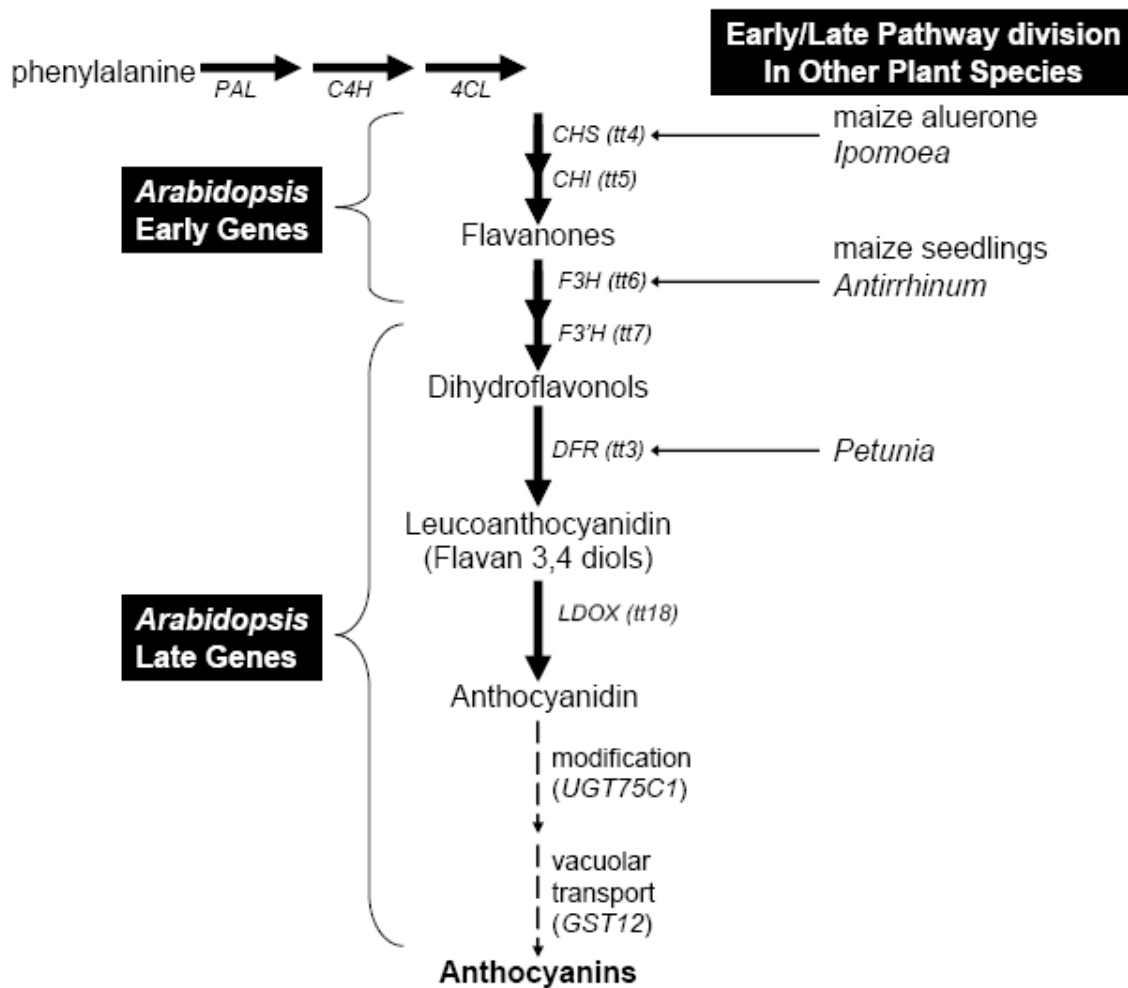 Early/Late Pathway division
In Other Plant Species
phenylalanine
PAL
C4H
4CL
CHS (tt4)
maize aluerone
Ipomoea
CHI (tt5)
Arabidopsis
Early Genes
Flavanones
F3H (tt6)
maize seedlings
Antirrhinum
F3'H (tt7)
Dihydroflavonols
DFR (tt3)
Petunia
Leucoanthocyanidin
(Flavan 3,4 diols)
LDOX (tt18)
Arabidopsis
Late Genes
Anthocyanidin
modification
(UGT75C1)
vacuolar
transport
(GST12)
Anthocyanins